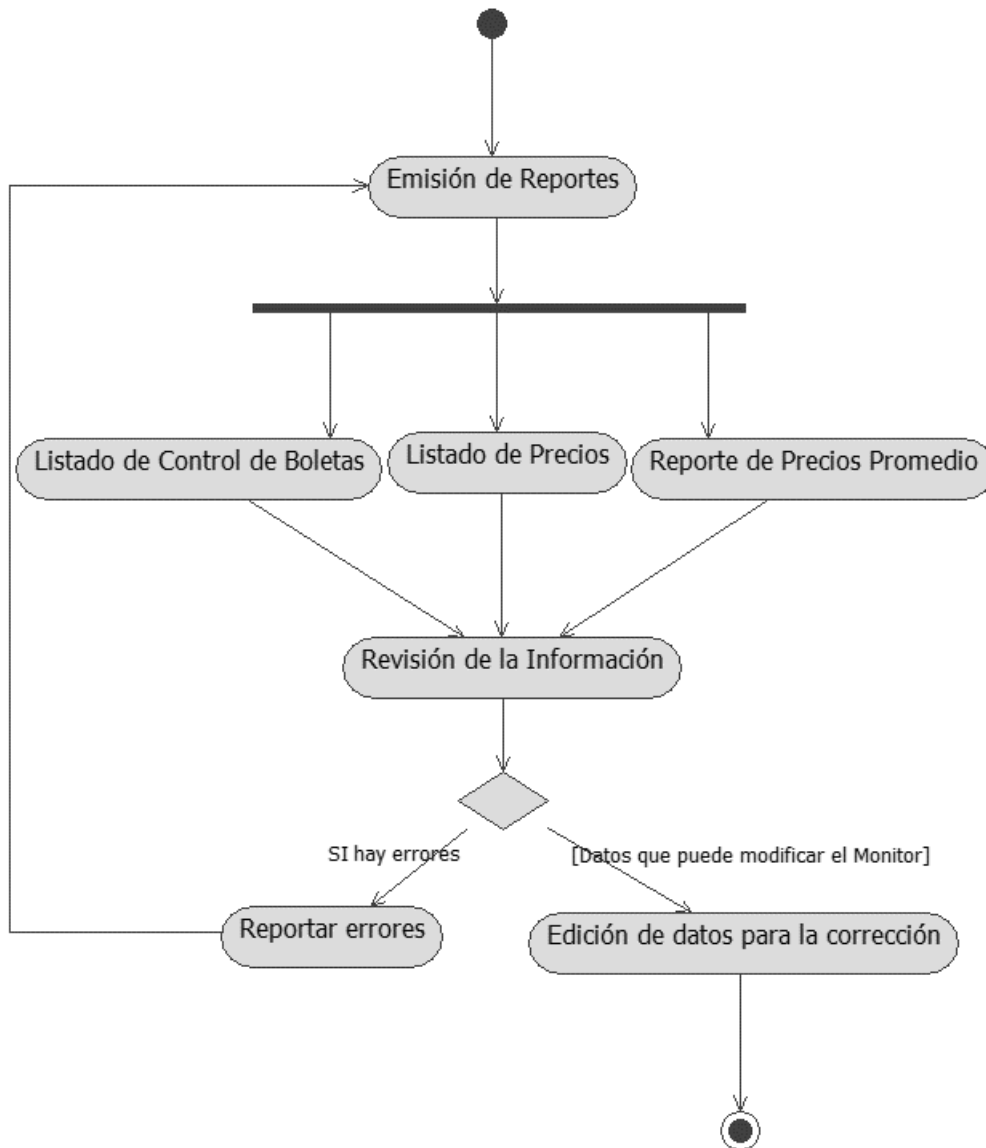 Emisión de Reportes
Listado de Control de Boletas
Listado de Precios
Reporte de Precios Promedio
Revisión de la Información
SI hay errores
[Datos que puede modificar el Monitor]
Reportar errores
Edición de datos para la corrección